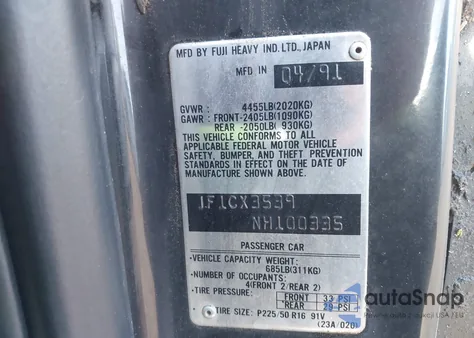 MFD BY FUJI HEAVY IND. LTD., JAPAN
MFD IN 04/91
GVWR : 4455LB(2020KG)
GAWR : FRONT-2405LB(1090KG)
REAR -2050LB( 930KG)
THIS VEHICLE CONFORMS TO ALL
APPLICABLE FEDERAL MOTOR VEHICLE
SAFETY, BUMPER, AND THEFT PREVENTION
STANDARDS IN EFFECT ON THE DATE OF
MANUFACTURE SHOWN ABOVE.
JF1CX3539
NH100335
PASSENGER CAR
•VEHICLE CAPACITY WEIGHT:
685LB(311KG)
•NUMBER OF OCCUPANTS:
4(FRONT 2/REAR 2)
•TIRE PRESSURE: FRONT 33 PSI
REAR 29 PSI
•TIRE SIZE: P225/50 R16 91V
(23A/020)
autoSnap